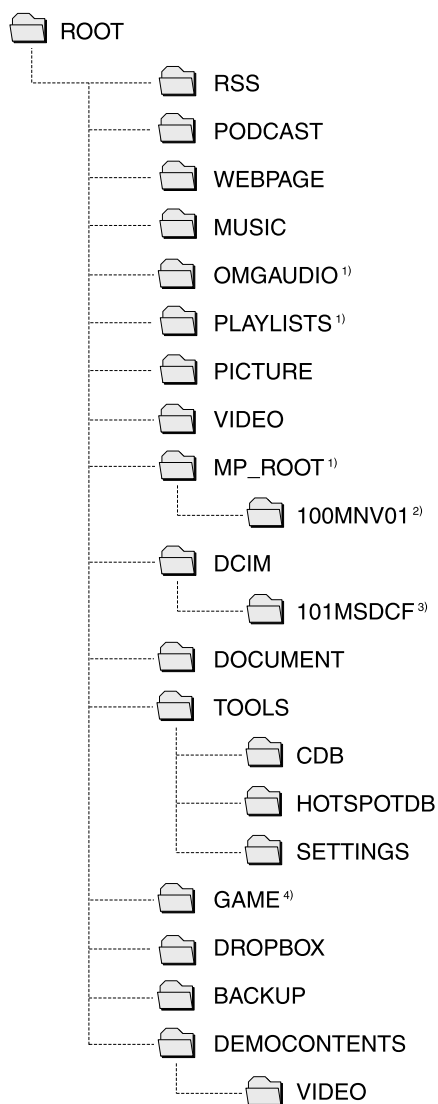 ROOT
RSS
PODCAST
WEBPAGE
MUSIC
OMGAUDIO 1)
PLAYLISTS 1)
PICTURE
VIDEO
MP_ROOT 1)
100MNV01 2)
DCIM
101MSDCF 3)
DOCUMENT
TOOLS
CDB
HOTSPOTDB
SETTINGS
GAME 4)
DROPBOX
BACKUP
DEMOCONTENTS
VIDEO